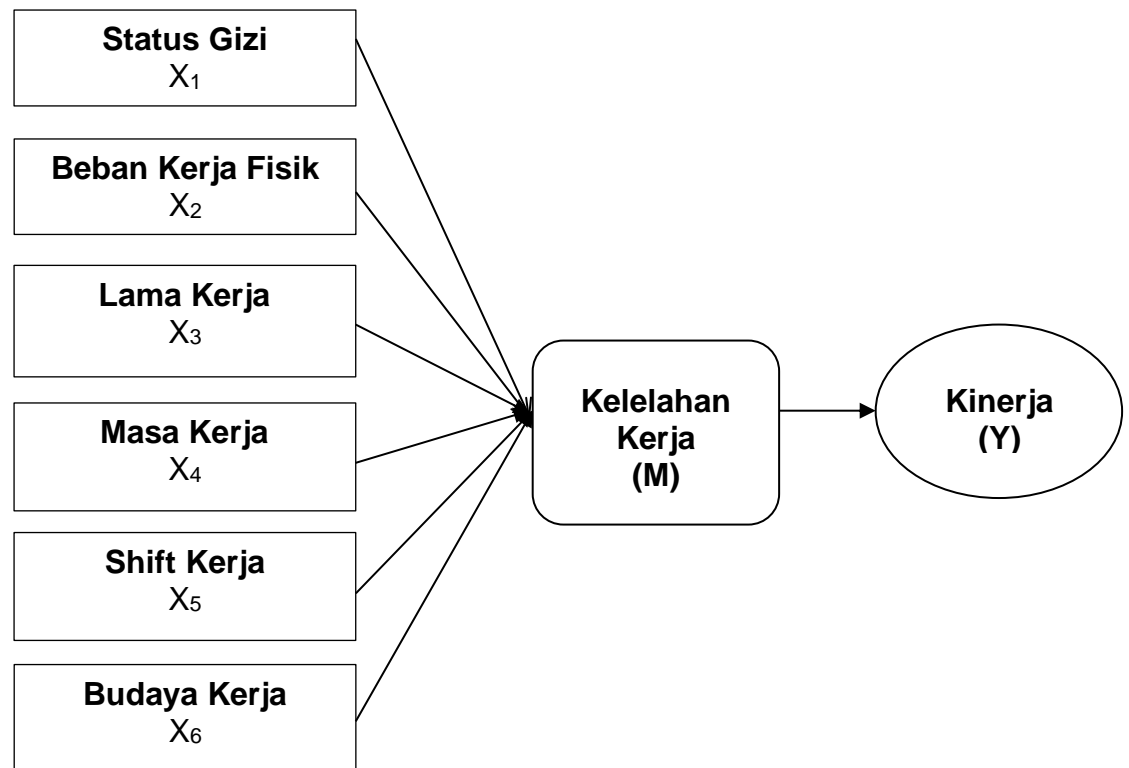 Status Gizi
X₁
Beban Kerja Fisik
X₂
Lama Kerja
X₃
Masa Kerja
X₄
Shift Kerja
X₅
Budaya Kerja
X₆
Kelelahan
Kerja
(M)
Kinerja
(Y)